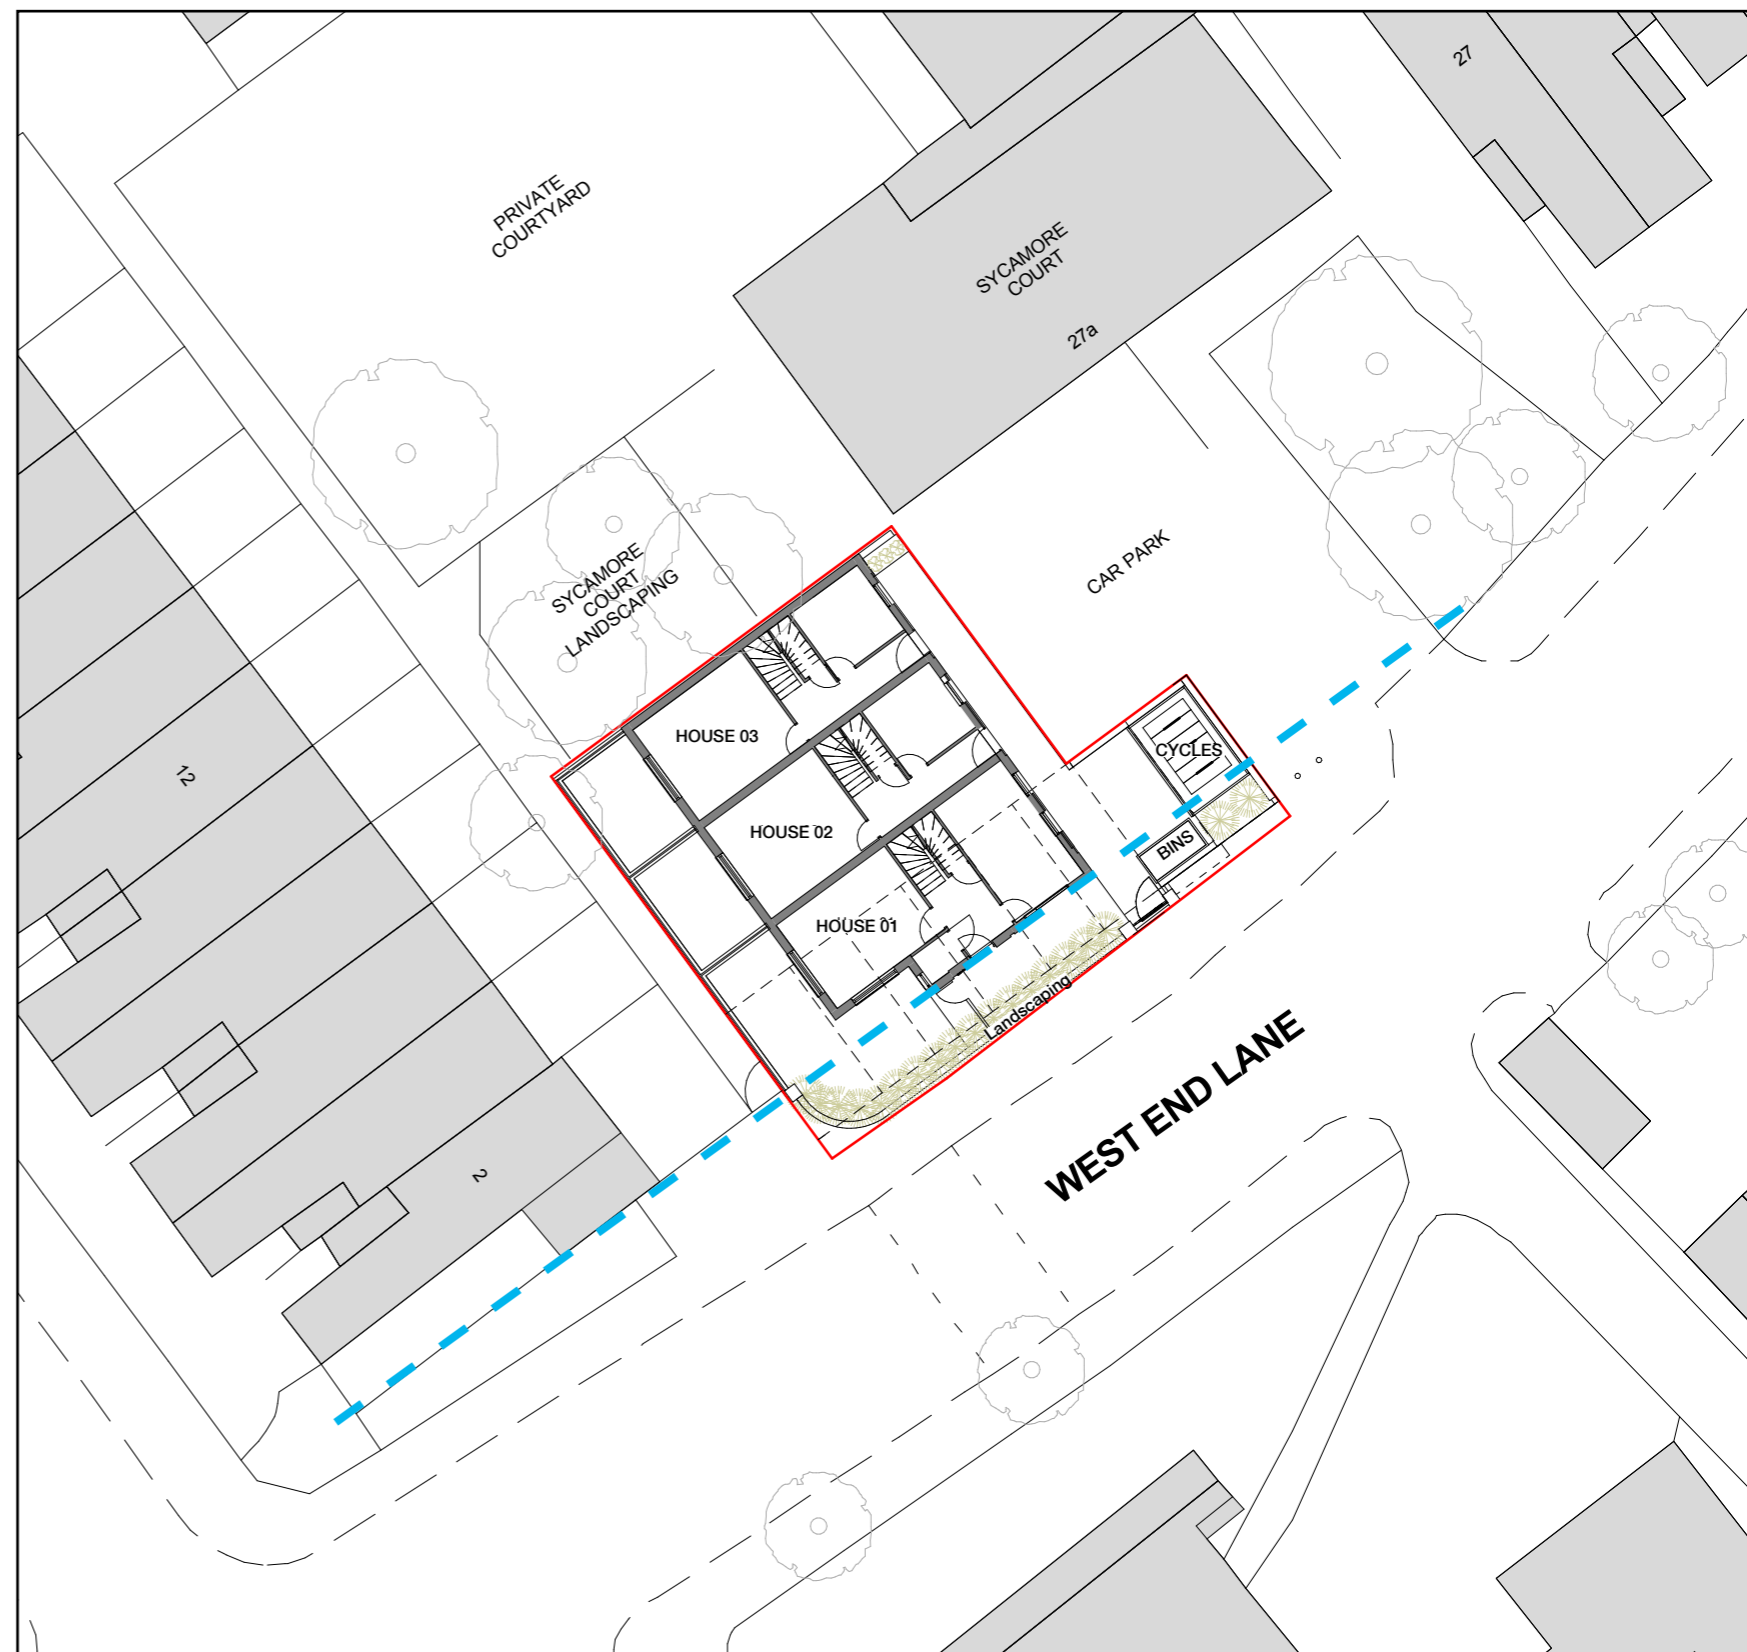 27
PRIVATE
COURTYARD
SYCAMORE
COURT
27a
CAR PARK
SYCAMORE
COURT
LANDSCAPING
HOUSE 03
CYCLES
12
HOUSE 02
BINS
HOUSE 01
Landscaping
WEST END LANE
2